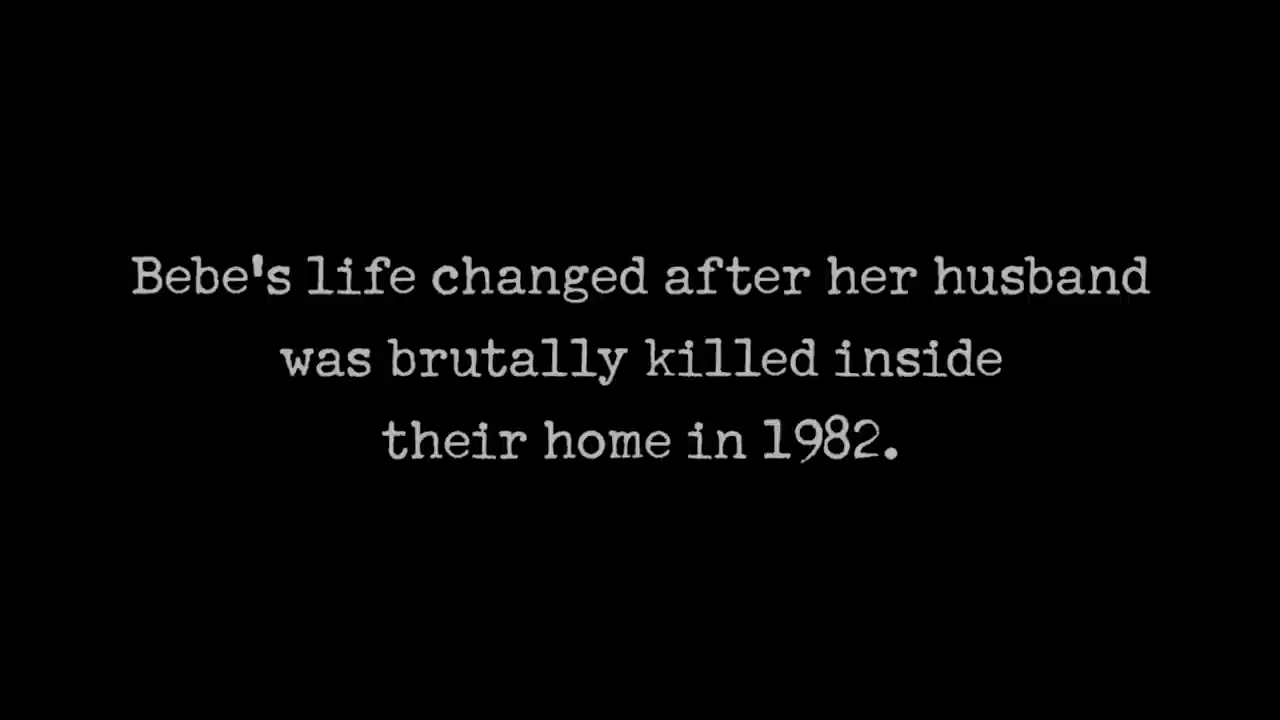 Bebe's life changed after her husband
was brutally killed inside
their home in 1982.